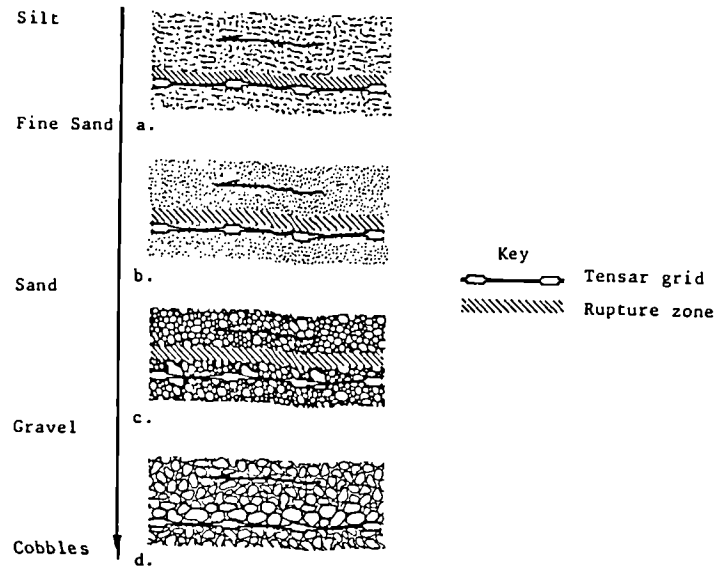 Silt
Fine Sand
a.
b.
Sand
Key
Tensar grid
Rupture zone
c.
Gravel
d.
Cobbles